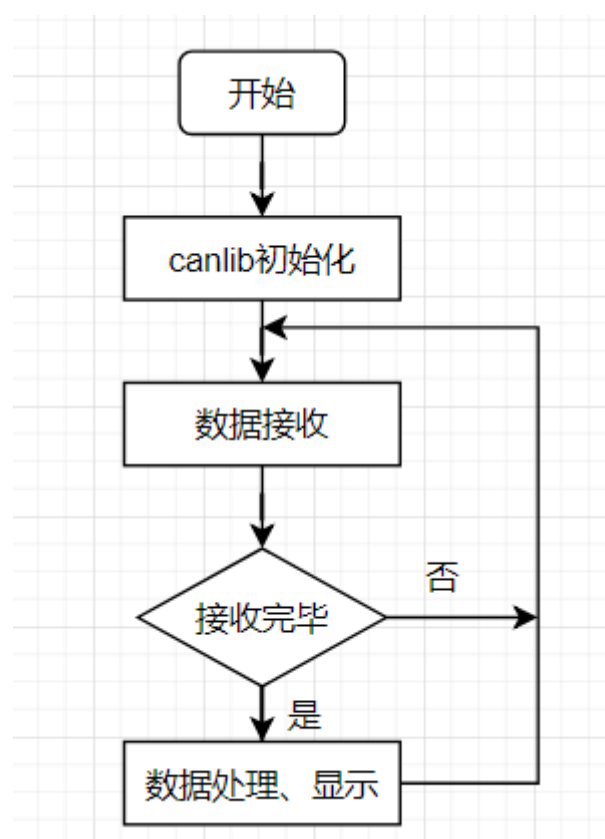 开始
canlib初始化
数据接收
接收完毕
否
是
数据处理、显示